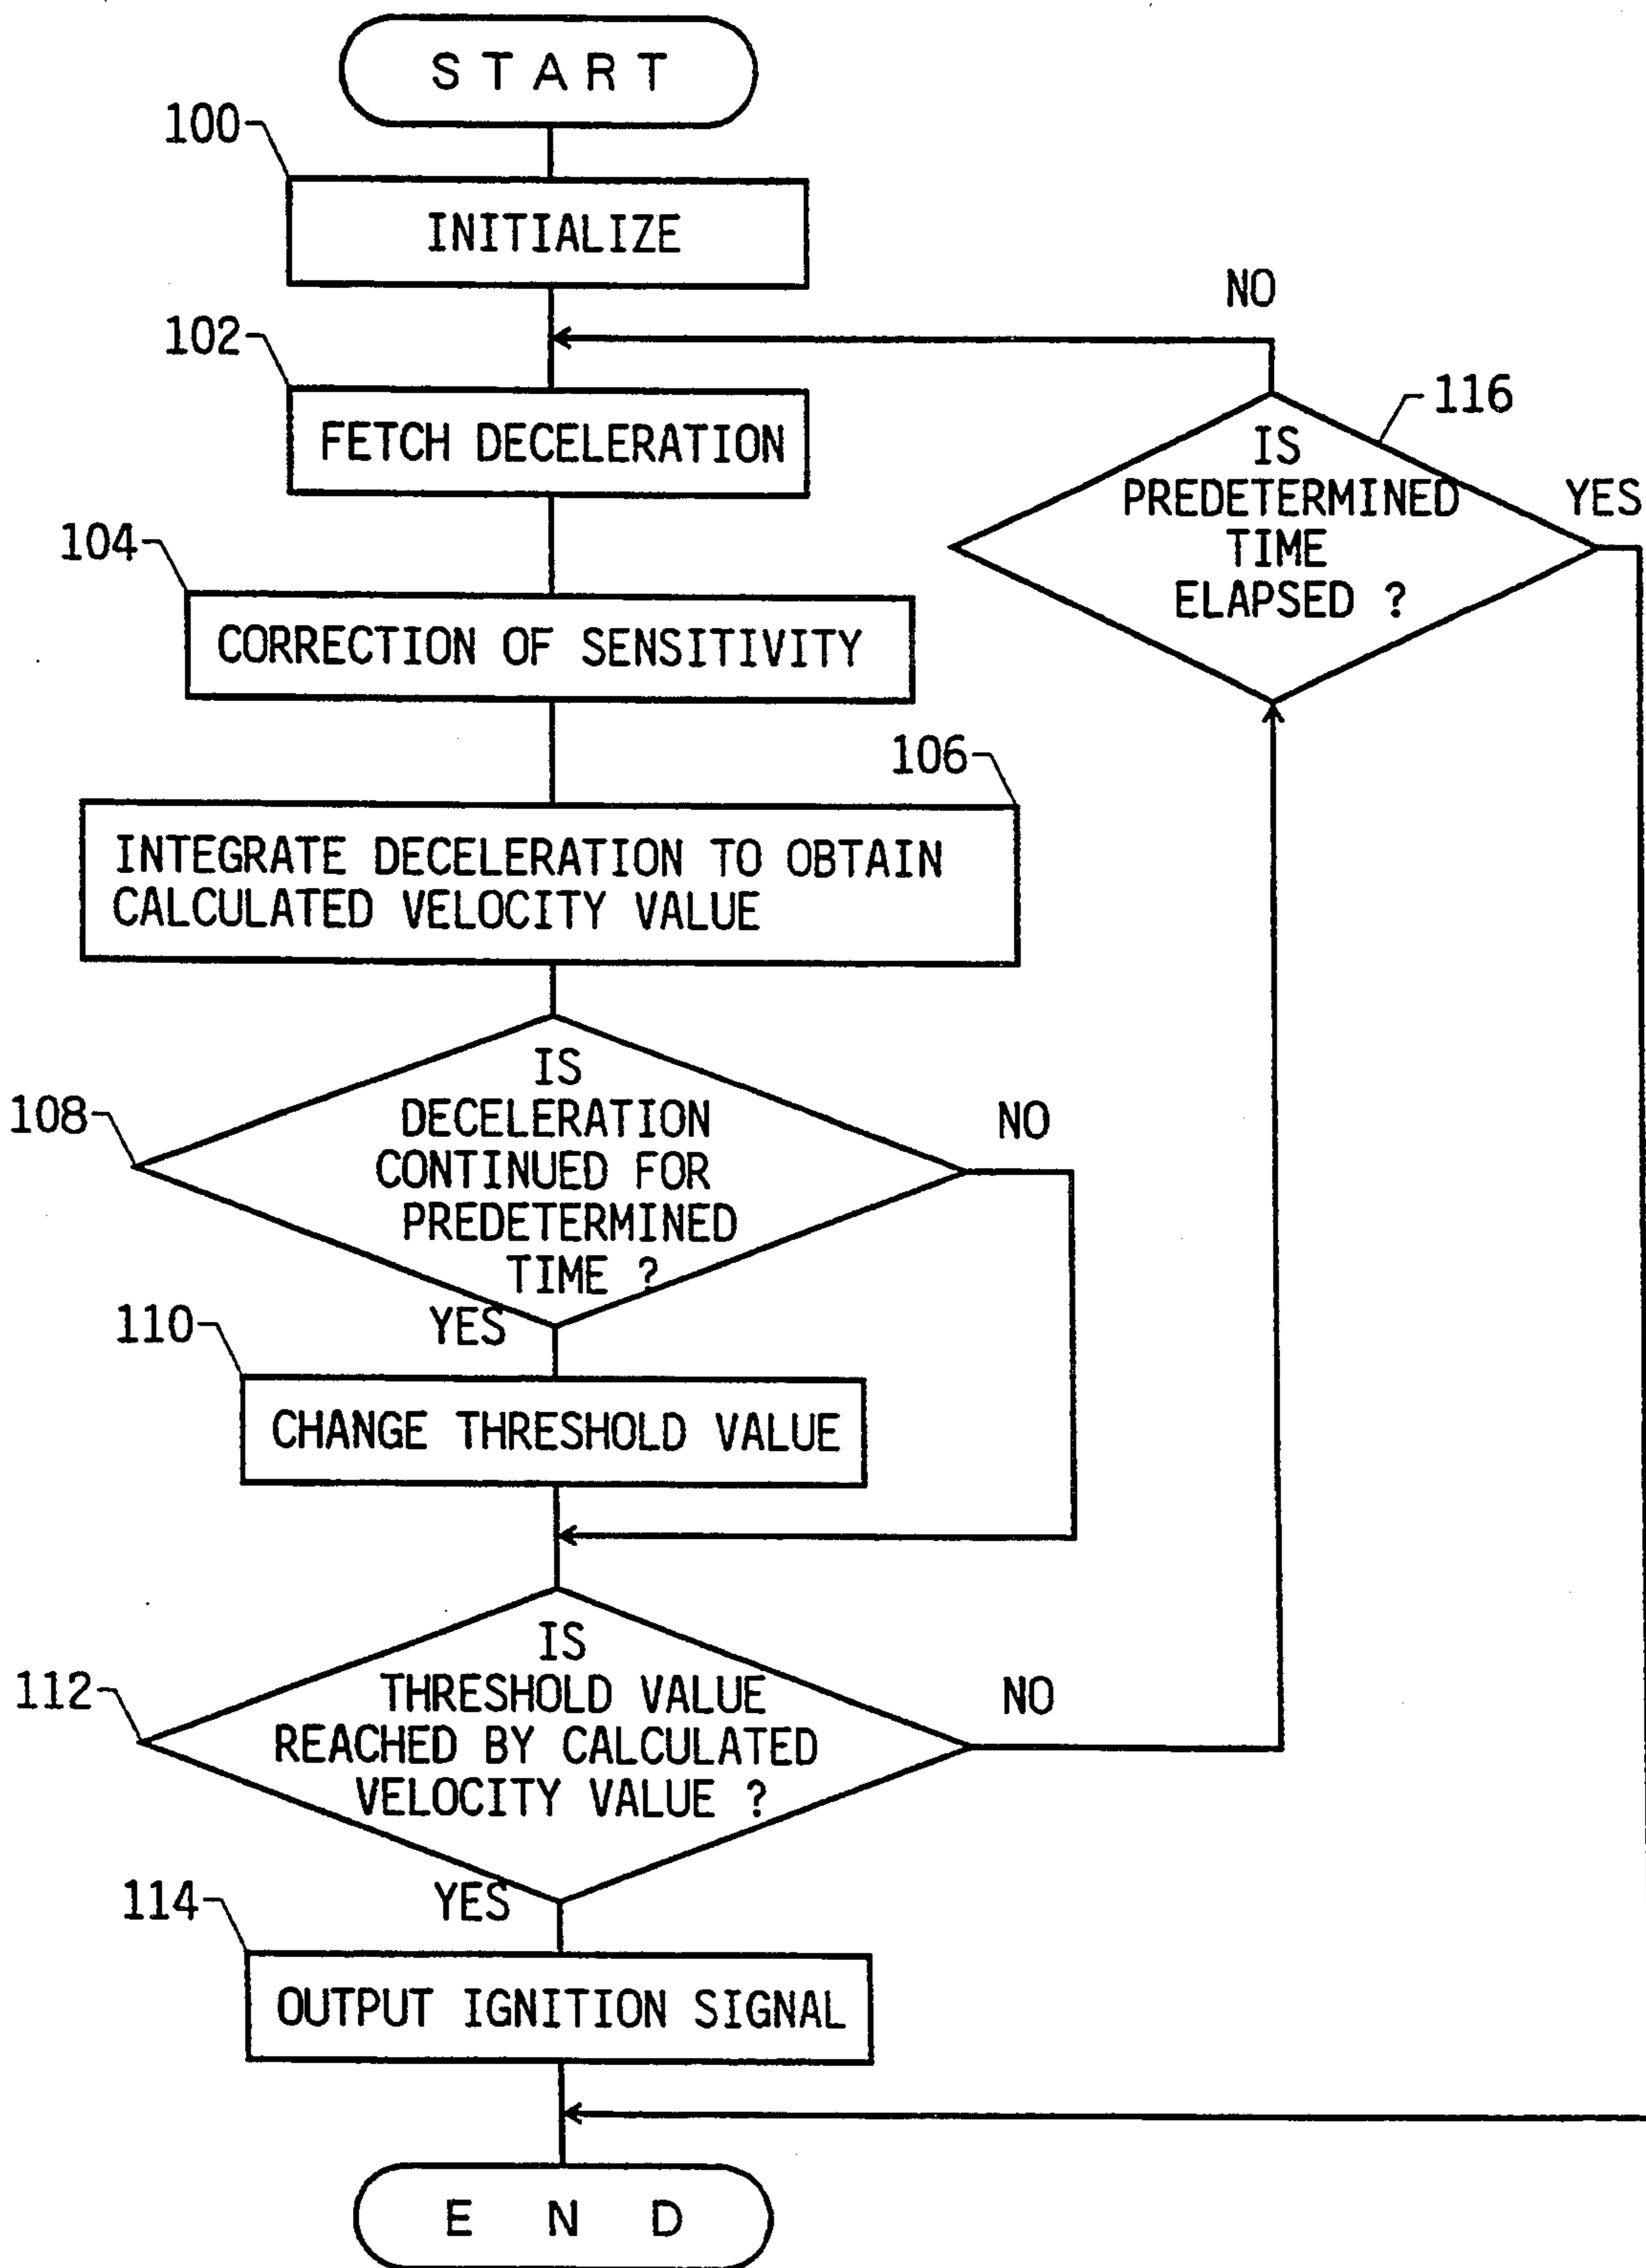 START
100
INITIALIZE
NO
102
FETCH DECELERATION
116
IS
PREDETERMINED
TIME
ELAPSED ?
YES
104
CORRECTION OF SENSITIVITY
106
INTEGRATE DECELERATION TO OBTAIN
CALCULATED VELOCITY VALUE
108
IS
DECELERATION
CONTINUED FOR
PREDETERMINED
TIME ?
NO
YES
110
CHANGE THRESHOLD VALUE
112
IS
THRESHOLD VALUE
REACHED BY CALCULATED
VELOCITY VALUE ?
NO
YES
114
OUTPUT IGNITION SIGNAL
END